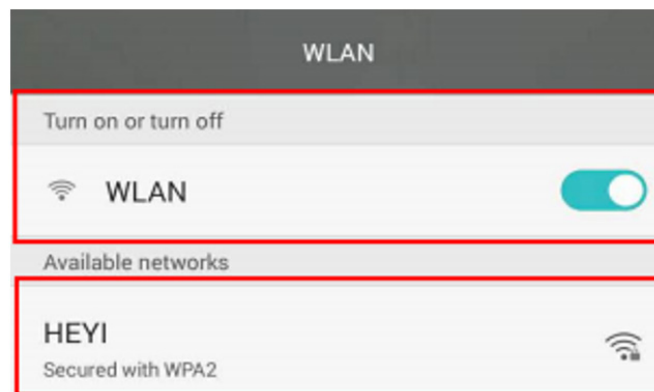 WLAN
Turn on or turn off
WLAN
Available networks
HEYI
Secured with WPA2